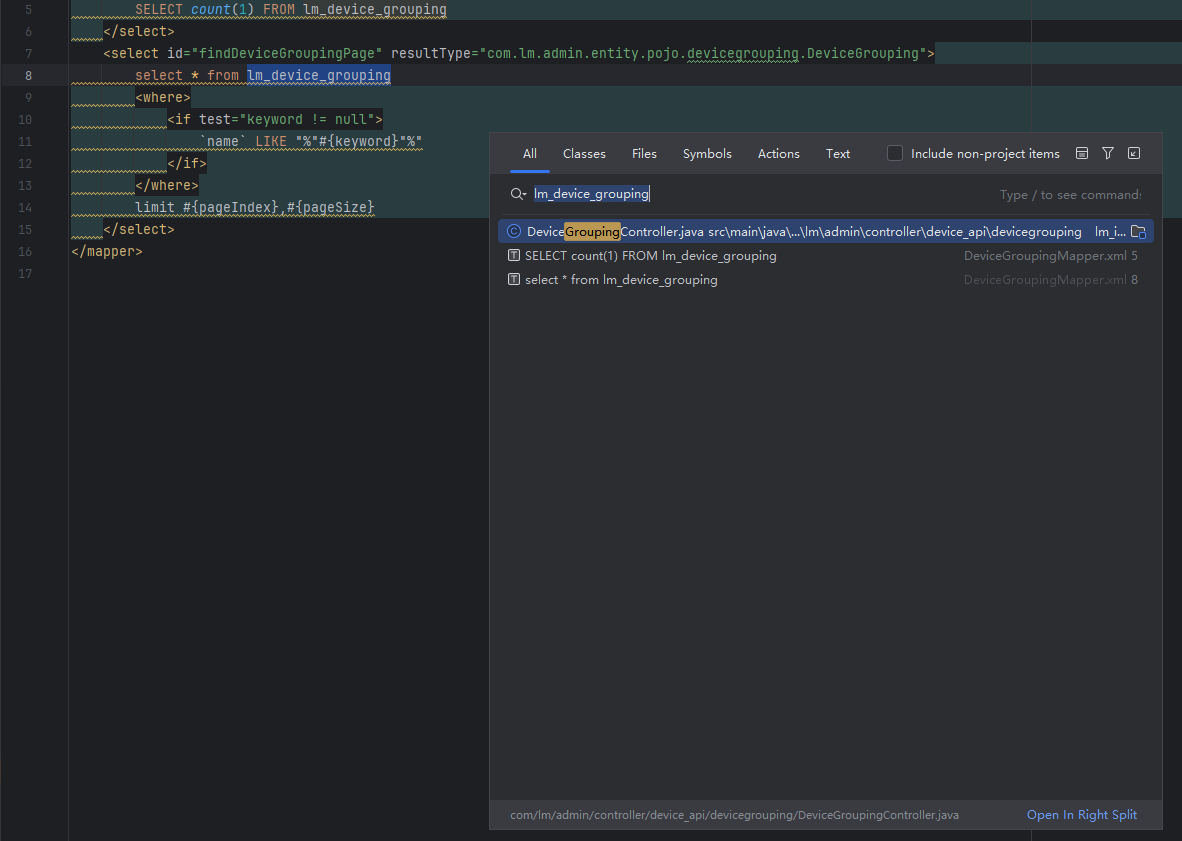 5 SELECT count(1) FROM lm_device_grouping
6 </select>
7 <select id="findDeviceGroupingPage" resultType="com.lm.admin.entity.pojo.devicegrouping.DeviceGrouping">
8 select * from lm_device_grouping
9 <where>
10 <if test="keyword != null">
11 `name` LIKE "%"#{keyword}"%"
12 </if>
13 </where>
14 limit #{pageIndex},#{pageSize}
15 </select>
16 </mapper>
17
All Classes Files Symbols Actions Text Include non-project items
lm_device_grouping Type / to see commands
DeviceGroupingController.java src\main\java\...\lm\admin\controller\device_api\devicegrouping lm_i...
SELECT count(1) FROM lm_device_grouping DeviceGroupingMapper.xml 5
select * from lm_device_grouping DeviceGroupingMapper.xml 8
com/lm/admin/controller/device_api/devicegrouping/DeviceGroupingController.java Open In Right Split